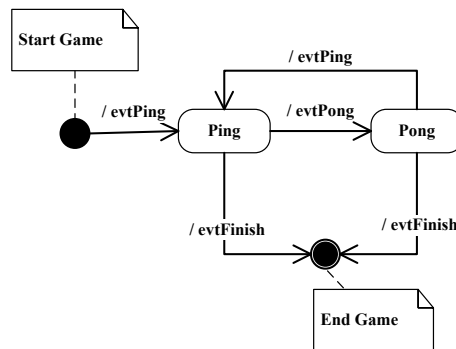 Start Game
/ evtPing
/ evtPing
Ping
/ evtPong
Pong
/ evtFinish
/ evtFinish
End Game